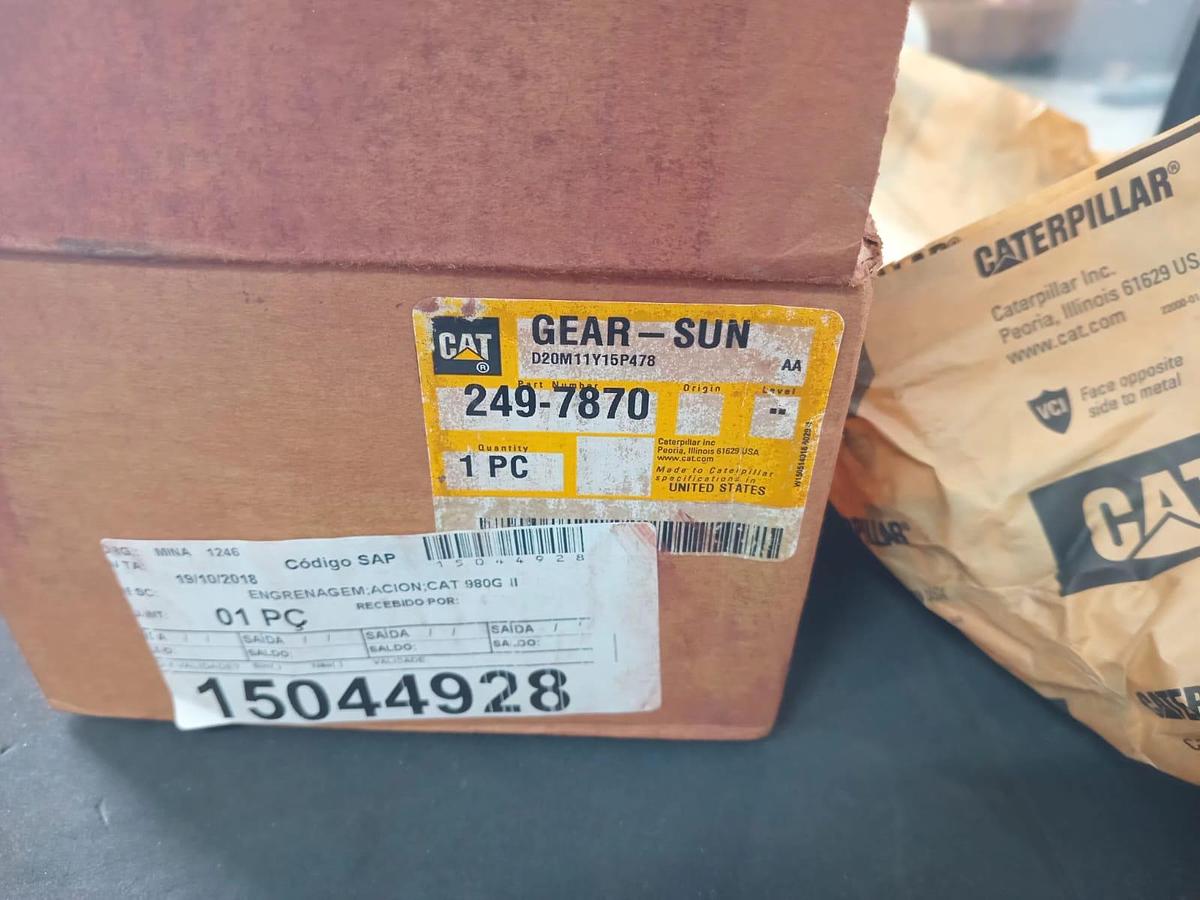 CAT
®
GEAR-SUN
D20M11Y15P478
AA
Part Number
Origin
Level
249-7870
--
Quantity
1 PC
Caterpillar Inc
Peoria, Illinois 61629 USA
www.cat.com
Made to Caterpillar
specifications in
UNITED STATES
MINA 1246
Código SAP
15044928
19/10/2018
ENGRENAGEM;ACION;CAT 980G II
RECEBIDO POR:
01 PÇ
SAÍDA / /
SAÍDA / /
SAÍDA / /
SALDO:
SALDO:
VALIDADE
15044928
CATERPILLAR®
Caterpillar Inc.
Peoria, Illinois 61629 USA
www.cat.com
VCI
Face opposite
side to metal
CAT